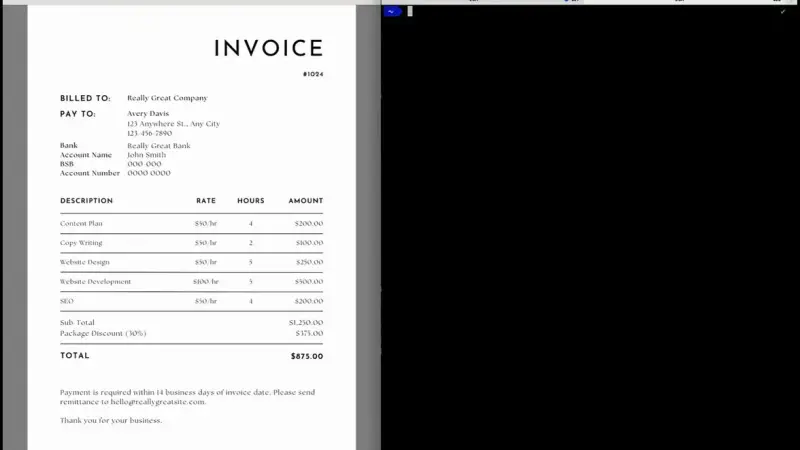 INVOICE
#1024
BILLED TO: Really Great Company
PAY TO: Avery Davis
123 Anywhere St., Any City
123-456-7890
Bank Really Great Bank
Account Name John Smith
BSB 000-000
Account Number 0000 0000
DESCRIPTION RATE HOURS AMOUNT
Content Plan $50/hr 4 $200.00
Copy Writing $50/hr 2 $100.00
Website Design $50/hr 5 $250.00
Website Development $100/hr 5 $500.00
SEO $50/hr 4 $200.00
Sub-Total $1,250.00
Package Discount (30%) $375.00
TOTAL $875.00
Payment is required within 14 business days of invoice date. Please send
remittance to hello@reallygreatsite.com.
Thank you for your business.
~